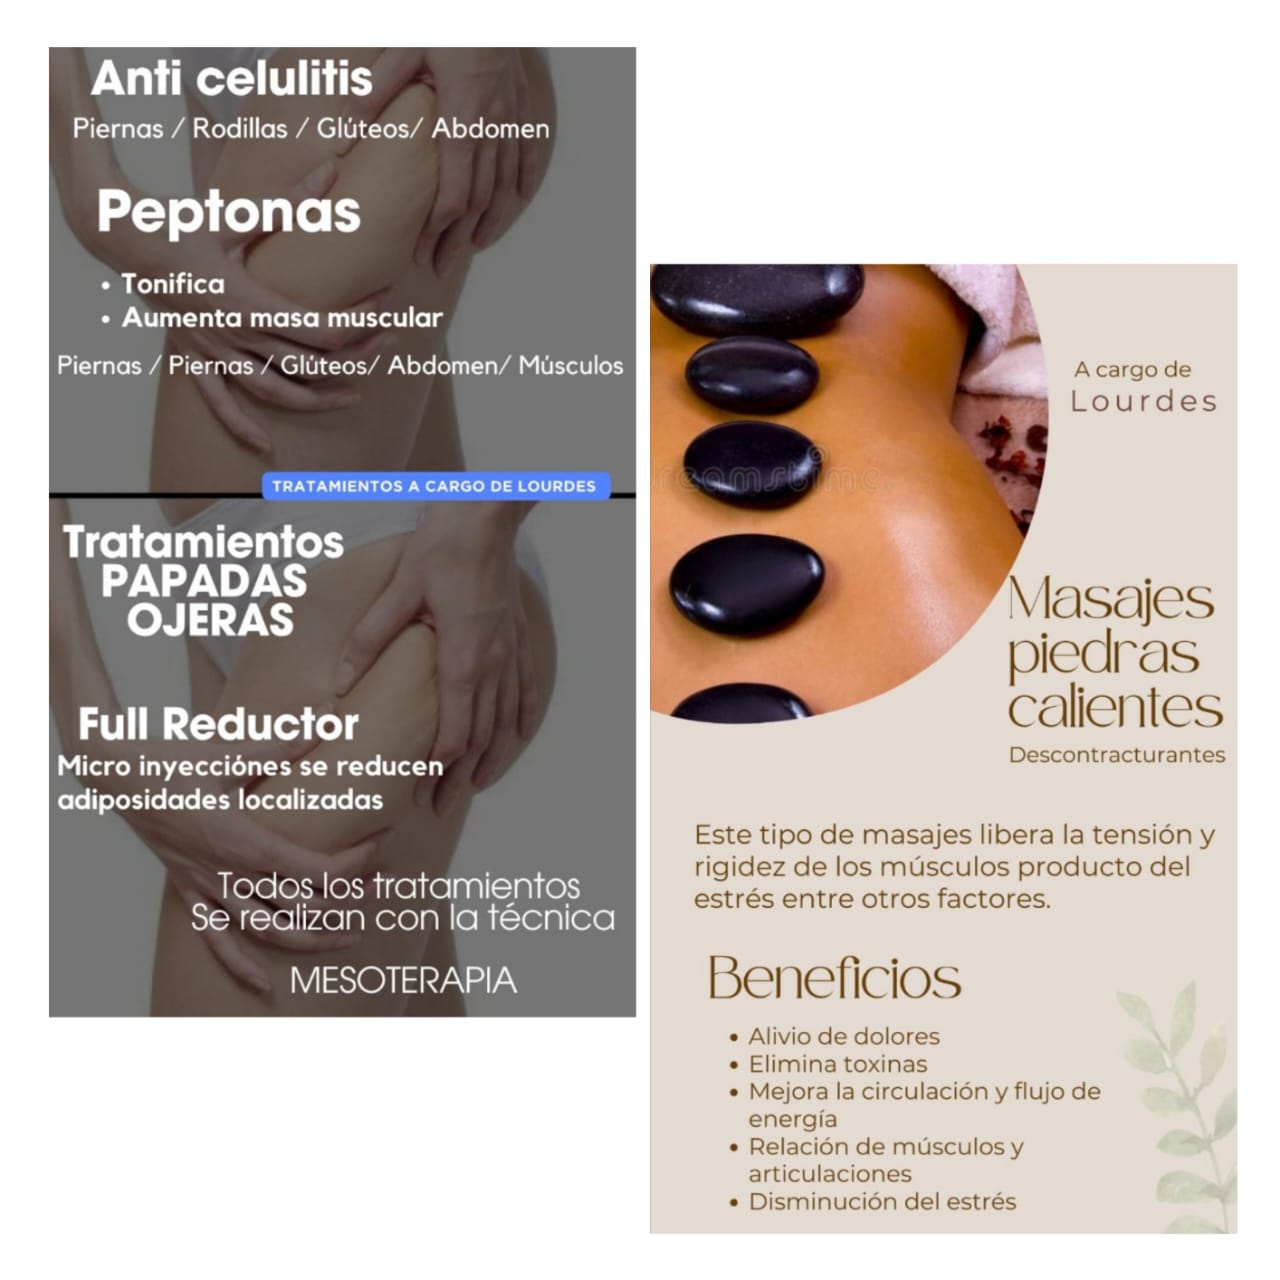 Anti celulitis
Piernas / Rodillas / Glúteos/ Abdomen
Peptonas
• Tonifica
• Aumenta masa muscular
Piernas / Piernas / Glúteos/ Abdomen/ Músculos
TRATAMIENTOS A CARGO DE LOURDES
Tratamientos
PAPADAS
OJERAS
Full Reductor
Micro inyecciónes se reducen
adiposidades localizadas
Todos los tratamientos
Se realizan con la técnica
MESOTERAPIA
A cargo de
Lourdes
Masajes
piedras
calientes
Descontracturantes
Este tipo de masajes libera la tensión y
rigidez de los músculos producto del
estrés entre otros factores.
Beneficios
• Alivio de dolores
• Elimina toxinas
• Mejora la circulación y flujo de
energía
• Relación de músculos y
articulaciones
• Disminución del estrés